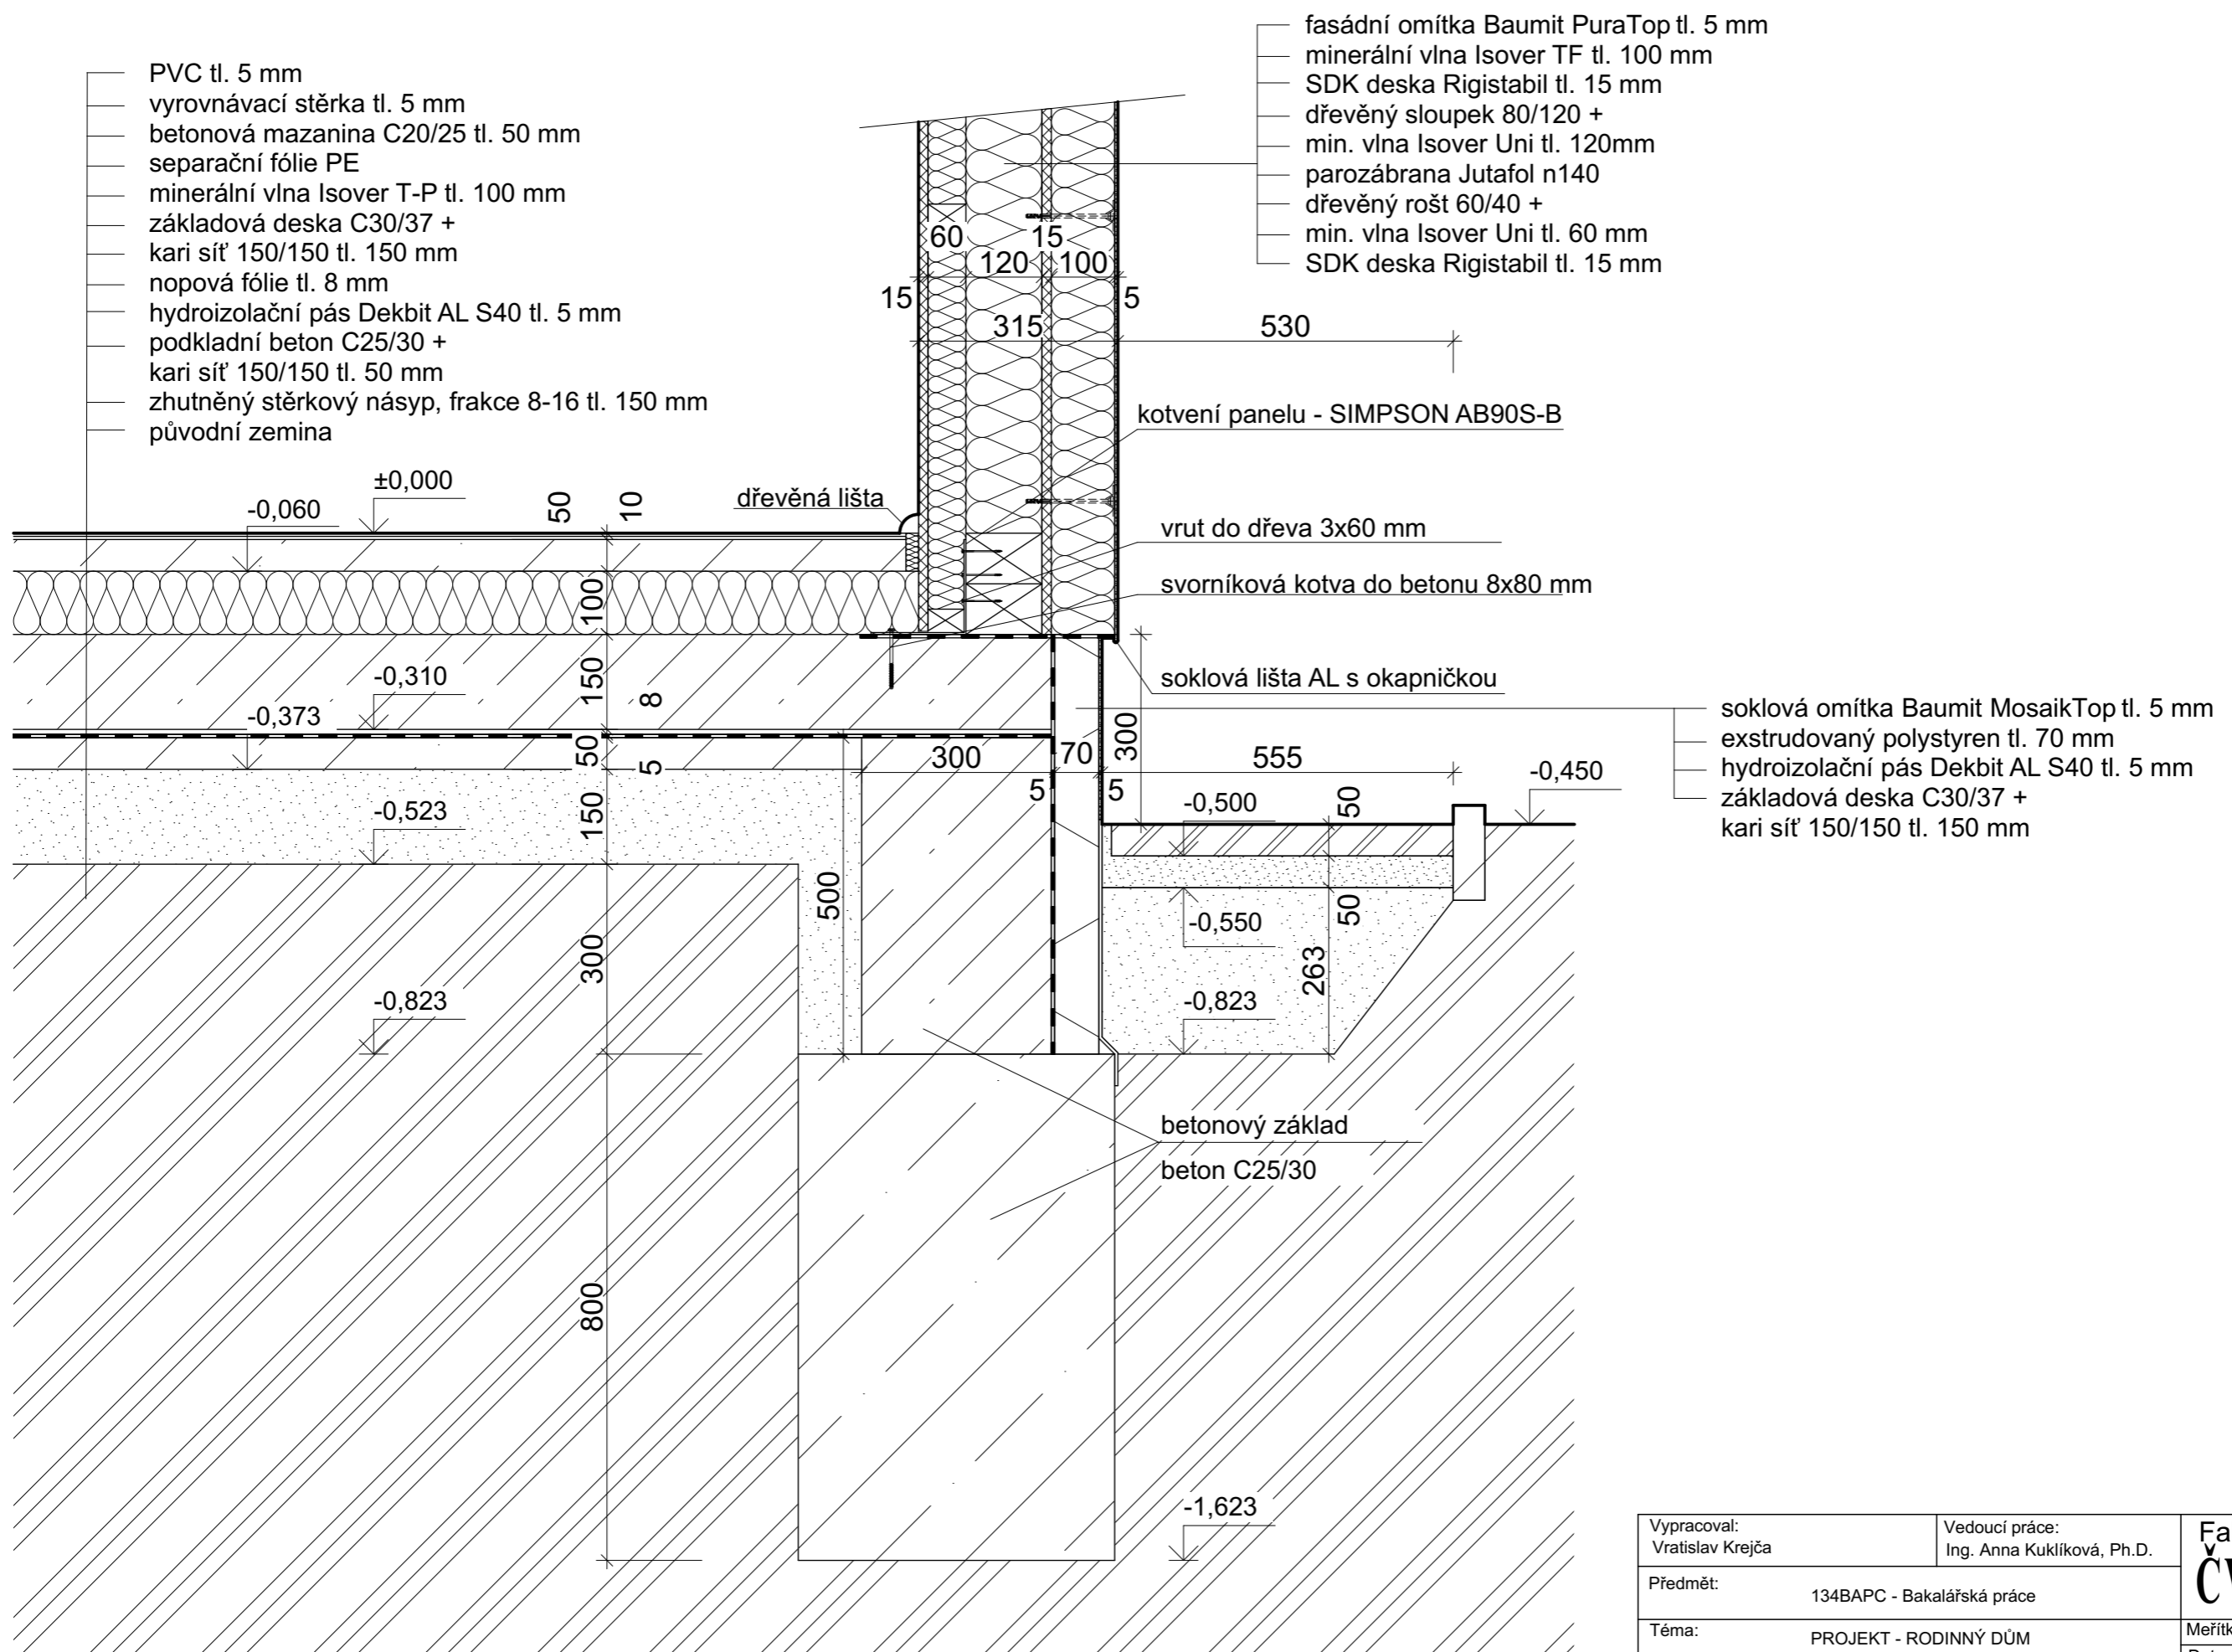 PVC tl. 5 mm
vyrovnávací stěrka tl. 5 mm
betonová mazanina C20/25 tl. 50 mm
separační fólie PE
minerální vlna Isover T-P tl. 100 mm
základová deska C30/37 +
kari síť 150/150 tl. 150 mm
nopová fólie tl. 8 mm
hydroizolační pás Dekbit AL S40 tl. 5 mm
podkladní beton C25/30 +
kari síť 150/150 tl. 50 mm
zhutněný stěrkový násyp, frakce 8-16 tl. 150 mm
původní zemina
fasádní omítka Baumit PuraTop tl. 5 mm
minerální vlna Isover TF tl. 100 mm
SDK deska Rigistabil tl. 15 mm
dřevěný sloupek 80/120 +
min. vlna Isover Uni tl. 120mm
parozábrana Jutafol n140
dřevěný rošt 60/40 +
min. vlna Isover Uni tl. 60 mm
SDK deska Rigistabil tl. 15 mm
60
15
120
100
15
5
315
530
kotvení panelu - SIMPSON AB90S-B
±0,000
-0,060
50
10
dřevěná lišta
vrut do dřeva 3x60 mm
svorníková kotva do betonu 8x80 mm
100
150
8
-0,310
-0,373
soklová lišta AL s okapničkou
soklová omítka Baumit MosaikTop tl. 5 mm
exstrudovaný polystyren tl. 70 mm
hydroizolační pás Dekbit AL S40 tl. 5 mm
základová deska C30/37 +
kari síť 150/150 tl. 150 mm
300
50
5
300
70
555
5
5
-0,450
-0,500
50
-0,523
150
500
50
-0,550
263
300
-0,823
-0,823
betonový základ
beton C25/30
800
-1,623
Vypracoval:
Vratislav Krejča
Vedoucí práce:
Ing. Anna Kuklíková, Ph.D.
Fa
Předmět:
134BAPC - Bakalářská práce
Téma:
PROJEKT - RODINNÝ DŮM